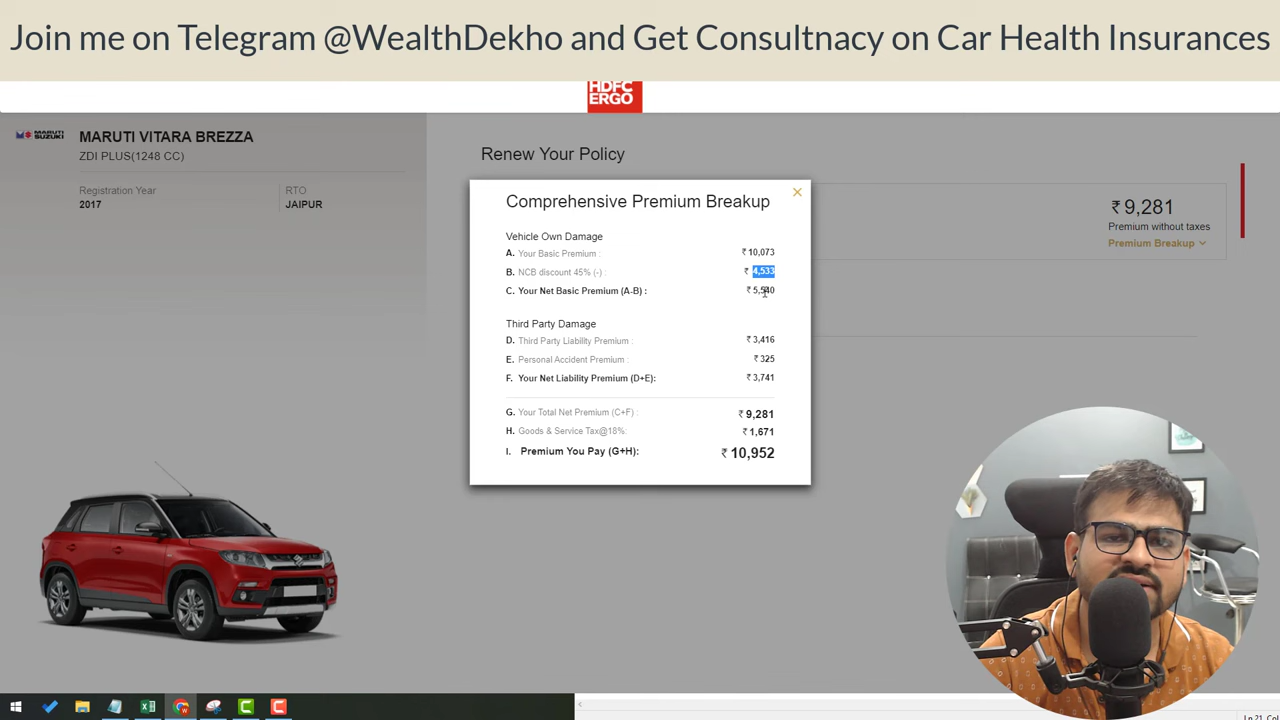 Join me on Telegram @WealthDekho and Get Consultnacy on Car Health Insurances
HDFC
ERGO
MARUTI SUZUKI
MARUTI VITARA BREZZA
ZDI PLUS(1248 CC)
Registration Year
2017
RTO
JAIPUR
Renew Your Policy
₹ 9,281
Premium without taxes
Premium Breakup
Comprehensive Premium Breakup
Vehicle Own Damage
A. Your Basic Premium : ₹ 10,073
B. NCB discount 45% (-) : ₹ 4,533
C. Your Net Basic Premium (A-B) : ₹ 5,540
Third Party Damage
D. Third Party Liability Premium : ₹ 3,416
E. Personal Accident Premium : ₹ 325
F. Your Net Liability Premium (D+E): ₹ 3,741
G. Your Total Net Premium (C+F) : ₹ 9,281
H. Goods & Service Tax@18%: ₹ 1,671
I. Premium You Pay (G+H): ₹ 10,952